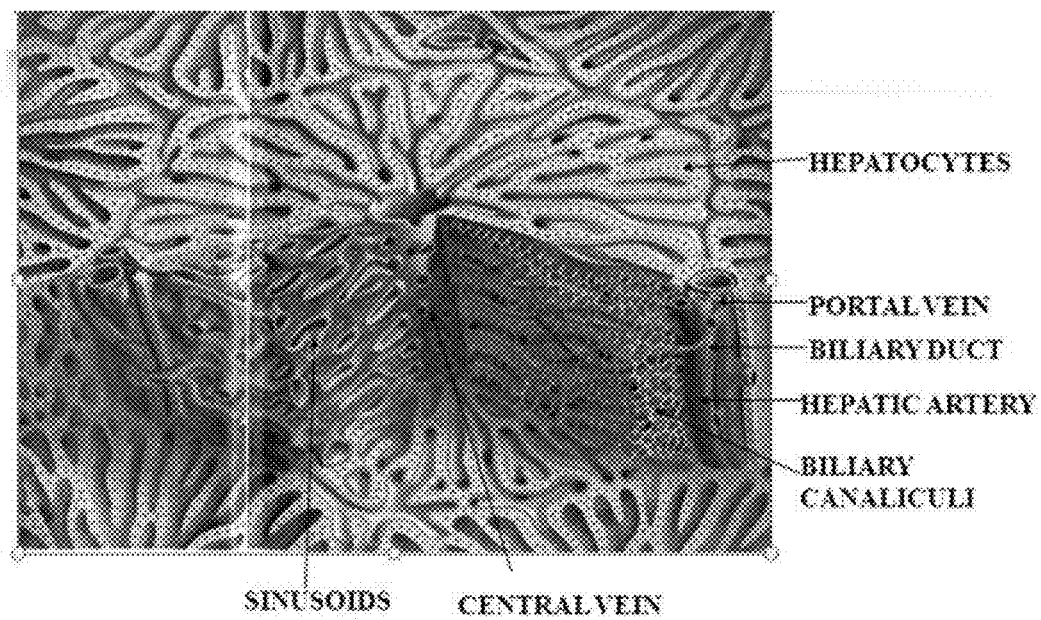 HEPATOCYTES
PORTAL VEIN
BILIARY DUCT
HEPATIC ARTERY
BILIARY
CANALICULI
SINUSOIDS
CENTRAL VEIN